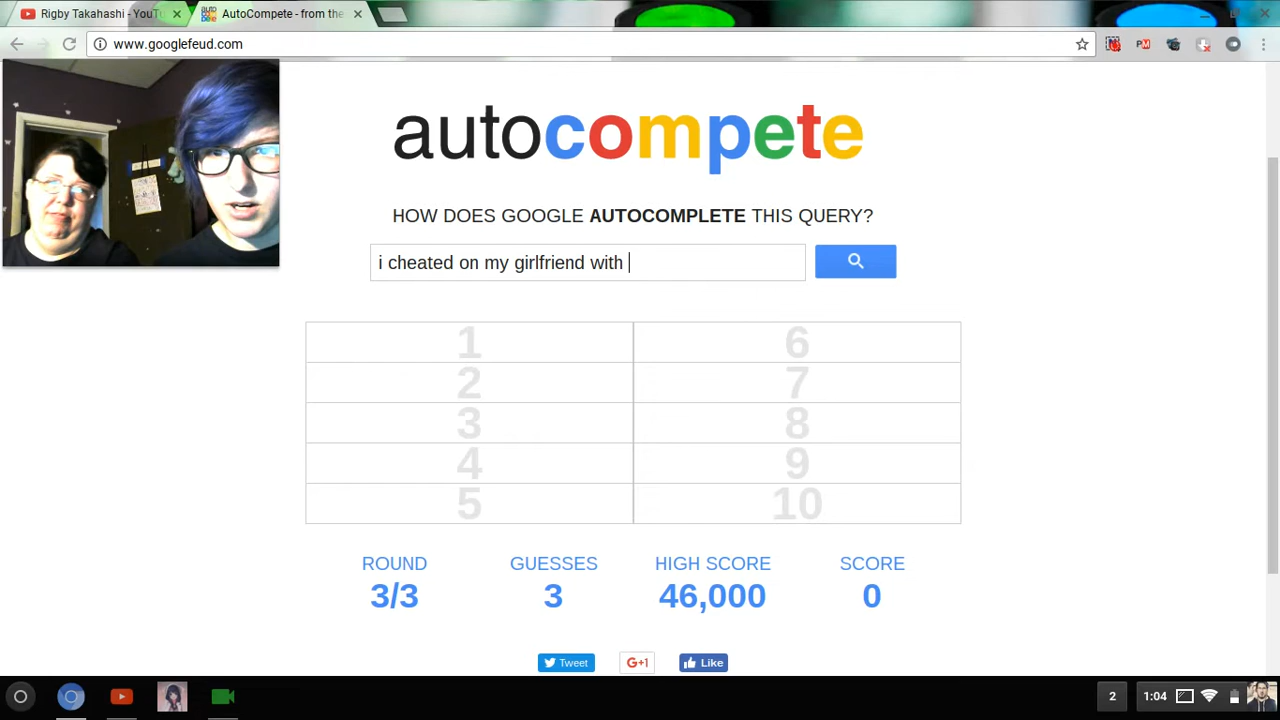 Rigby Takahashi - YouT
AutoCompete - from the
www.googlefeud.com
PM
autocompete
HOW DOES GOOGLE AUTOCOMPLETE THIS QUERY?
i cheated on my girlfriend with
1
6
2
7
3
8
4
9
5
10
ROUND
GUESSES
HIGH SCORE
SCORE
3/3
3
46,000
0
Tweet
G+1
Like
2
1:04